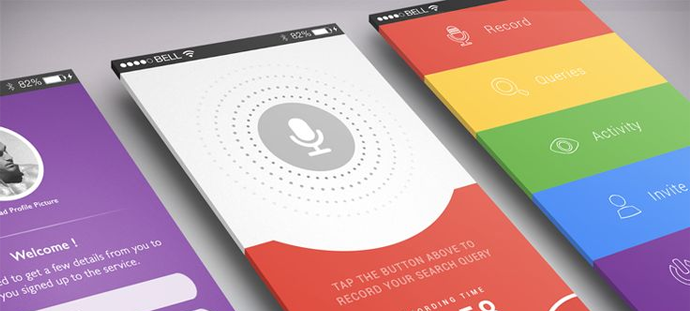 82%
ad Profile Picture
Welcome !
ed to get a few details from you to
you signed up to the service.
BELL
82%
TAP THE BUTTON ABOVE TO
RECORD YOUR SEARCH QUERY
ORDING TIME
BELL
Record
Queries
Activity
Invite